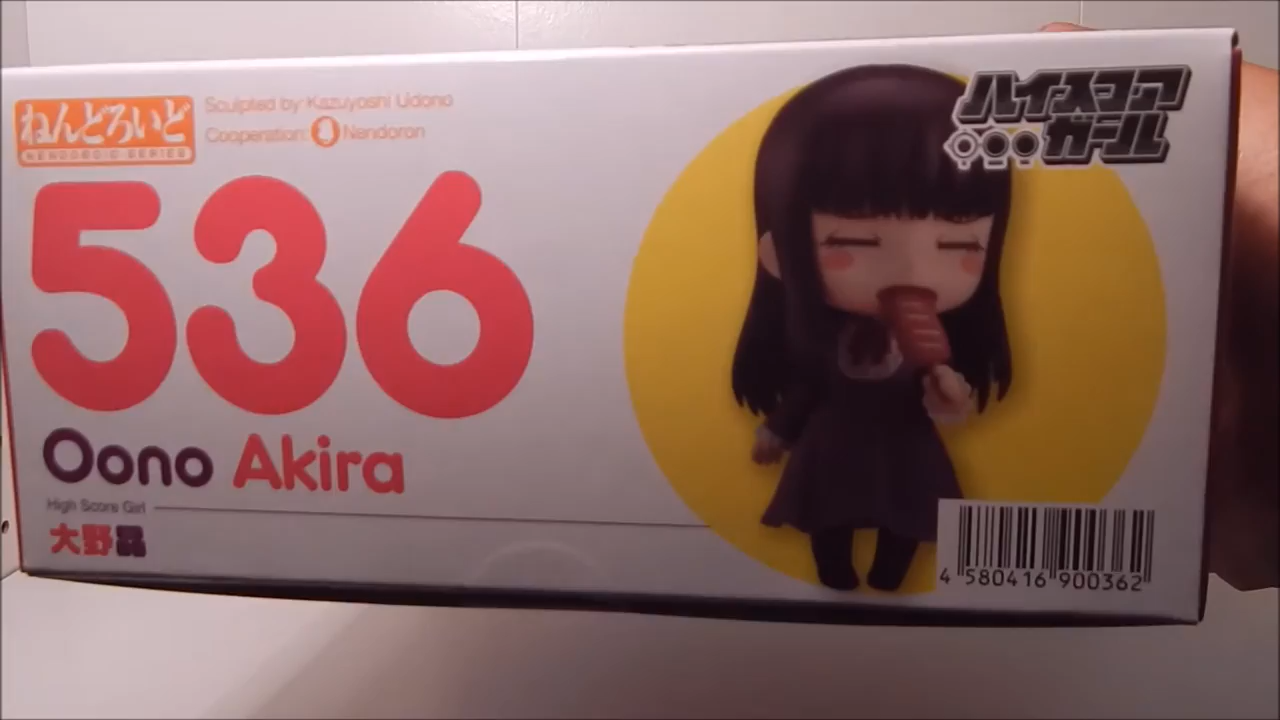 ねんどろいど
NENDOROID SERIES
Sculpted by: Kazuyoshi Udono
Cooperation: Nendoron
536
Oono Akira
High Score Girl
大野晶
ハイスコア
ガール
4 580416 900362